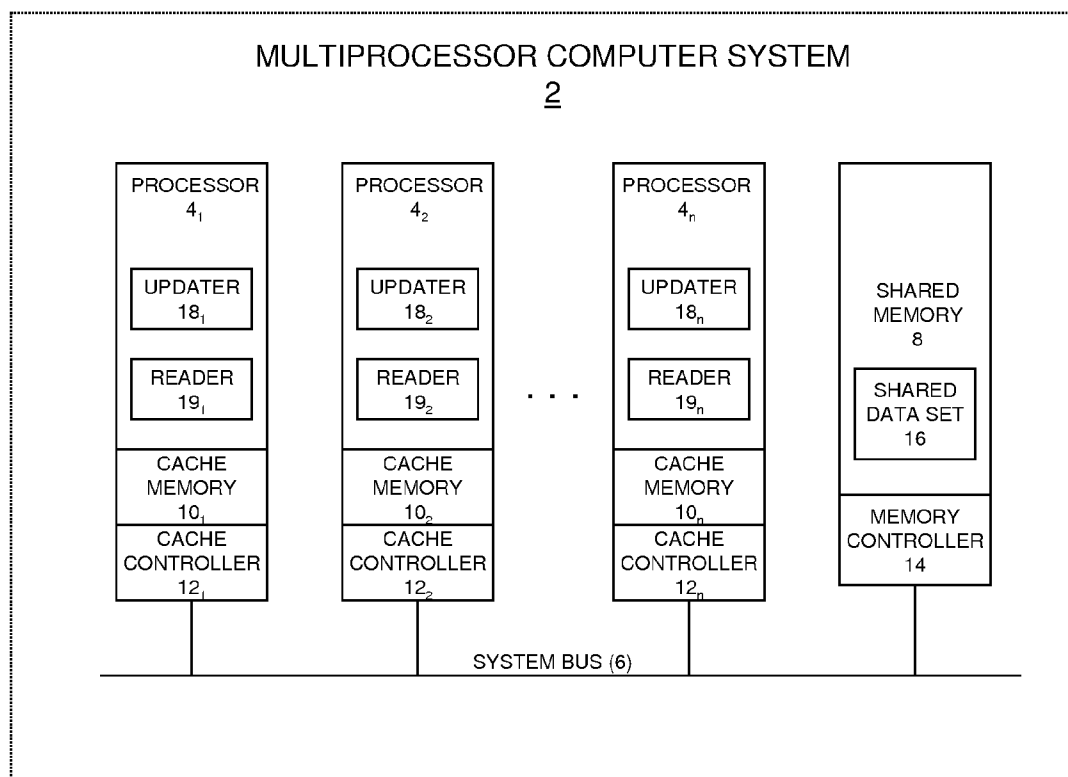 MULTIPROCESSOR COMPUTER SYSTEM
2
PROCESSOR
4₁
UPDATER
18₁
READER
19₁
CACHE
MEMORY
10₁
CACHE
CONTROLLER
12₁
PROCESSOR
4₂
UPDATER
18₂
READER
19₂
CACHE
MEMORY
10₂
CACHE
CONTROLLER
12₂
. . .
PROCESSOR
4ₙ
UPDATER
18ₙ
READER
19ₙ
CACHE
MEMORY
10ₙ
CACHE
CONTROLLER
12ₙ
SHARED
MEMORY
8
SHARED
DATA SET
16
MEMORY
CONTROLLER
14
SYSTEM BUS (6)